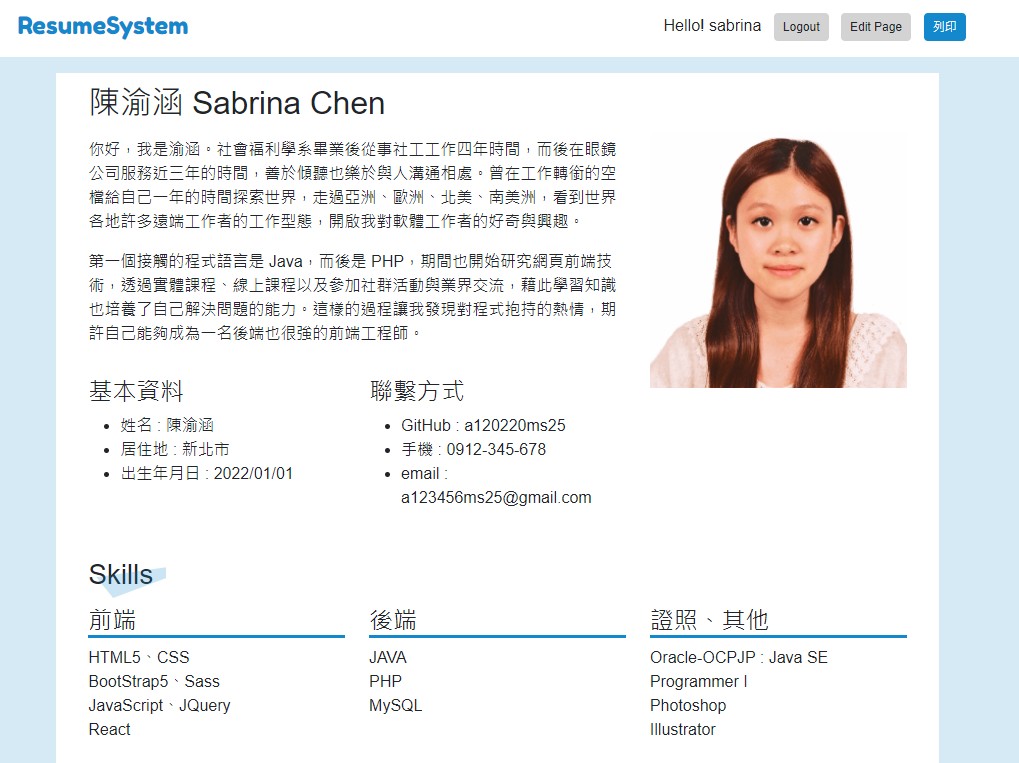 ResumeSystem
Hello! sabrina
Logout
Edit Page
列印
陳渝涵 Sabrina Chen
你好，我是渝涵。社會福利學系畢業後從事社工工作四年時間，而後在眼鏡
公司服務近三年的時間，善於傾聽也樂於與人溝通相處。曾在工作轉銜的空
檔給自己一年的時間探索世界，走過亞洲、歐洲、北美、南美洲，看到世界
各地許多遠端工作者的工作型態，開啟我對軟體工作者的好奇與興趣。
第一個接觸的程式語言是 Java，而後是 PHP，期間也開始研究網頁前端技
術，透過實體課程、線上課程以及參加社群活動與業界交流，藉此學習知識
也培養了自己解決問題的能力。這樣的過程讓我發現對程式抱持的熱情，期
許自己能夠成為一名後端也很強的前端工程師。
基本資料
姓名 : 陳渝涵
居住地 : 新北市
出生年月日 : 2022/01/01
聯繫方式
GitHub : a120220ms25
手機 : 0912-345-678
email :
a123456ms25@gmail.com
Skills
前端
HTML5、CSS
BootStrap5、Sass
JavaScript、JQuery
React
後端
JAVA
PHP
MySQL
證照、其他
Oracle-OCPJP : Java SE
Programmer I
Photoshop
Illustrator